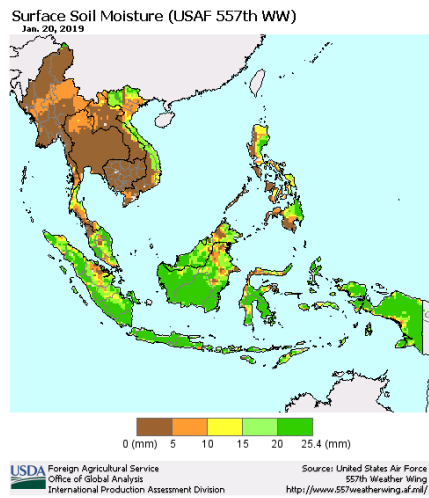 Surface Soil Moisture (USAF 557th WW)
Jan. 20, 2019
0 (mm) 5 10 15 20 25.4 (mm)
USDA
Foreign Agricultural Service
Office of Global Analysis
International Production Assessment Division
Source: United States Air Force
557th Weather Wing
http://www.557weatherwing.af.mil/